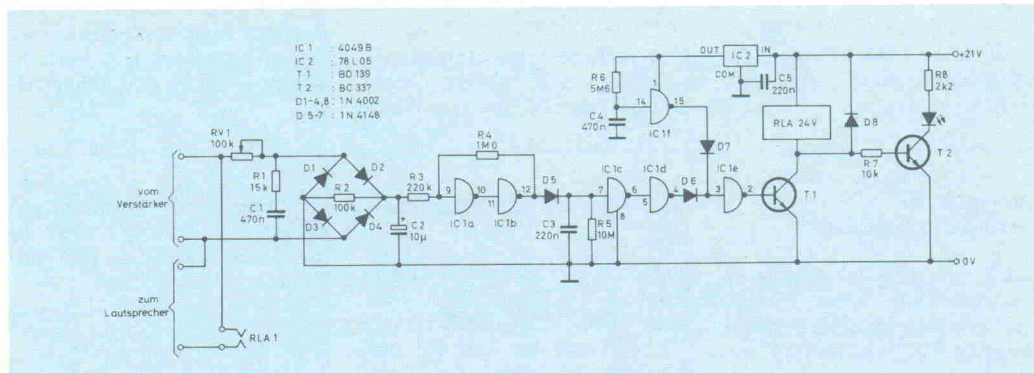 IC 1 : 4049B
IC 2 : 78L05
T 1 : BD 139
T 2 : BC 337
D1-4,8 : 1N 4002
D 5-7 : 1N 4148
RV1
100k
R1
15k
C1
470n
D1
D2
R2
100k
D3
D4
vom
Verstärker
zum
Lautsprecher
RLA 1
R3
220k
+
C2
10µ
R4
1M0
9
10
IC1a
11
12
IC1b
D5
C3
220n
R5
10M
IC1c
7
6
8
IC1d
5
4
D6
R6
5M6
C4
470n
14
1
15
IC1f
D7
IC1e
3
2
OUT
IC 2
IN
COM
C5
220n
RLA 24V
D8
R7
10k
T1
T2
R8
2k2
+21V
0V